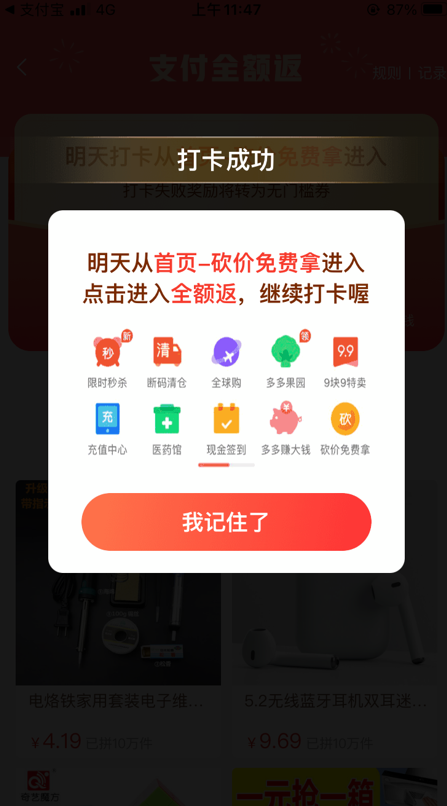 ◀ 支付宝 4G 上午11:47 87%
支付全额返
规则 | 记录
明天打卡从首页-砍价免费拿进入
打卡失败奖励将转为无门槛券
打卡成功
明天从首页-砍价免费拿进入
点击进入全额返，继续打卡喔
新 领
秒 清 9.9
限时秒杀 断码清仓 全球购 多多果园 9块9特卖
充 ¥ 砍
充值中心 医药馆 现金签到 多多赚大钱 砍价免费拿
我记住了
电烙铁家用套装电子维... 5.2无线蓝牙耳机双耳迷...
¥4.19 已拼10万件 ¥9.69 已拼10万件
一元抢一箱